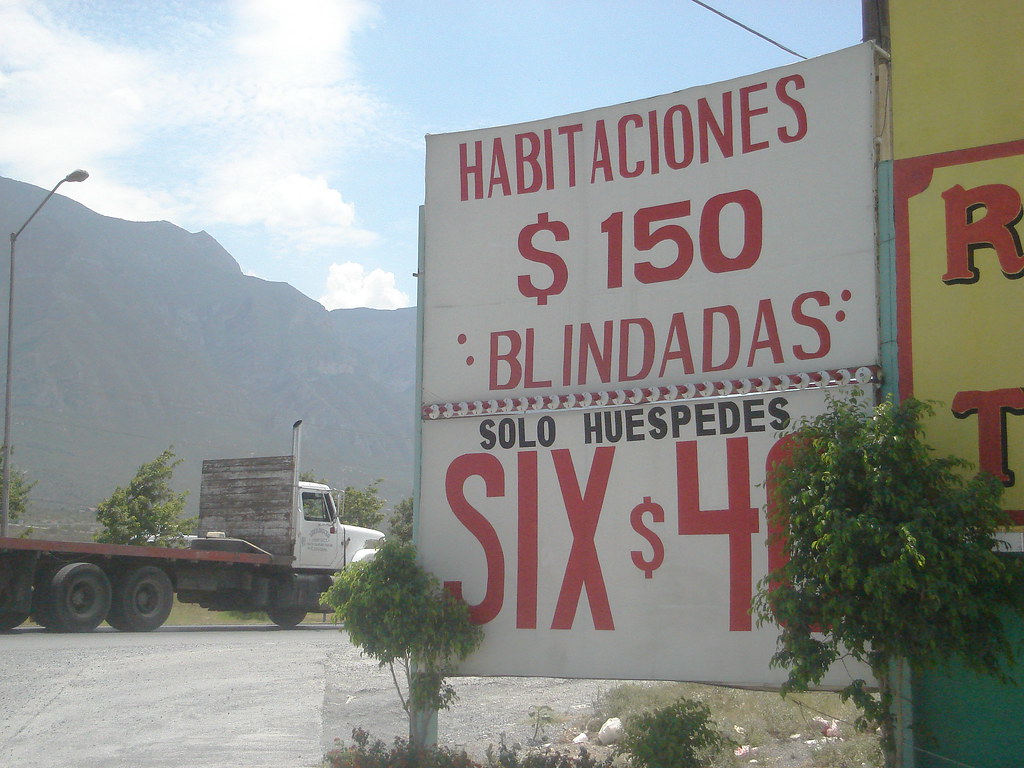 HABITACIONES
$ 150
:BLINDADAS:
SOLO HUESPEDES
SIX $ 4
R
T